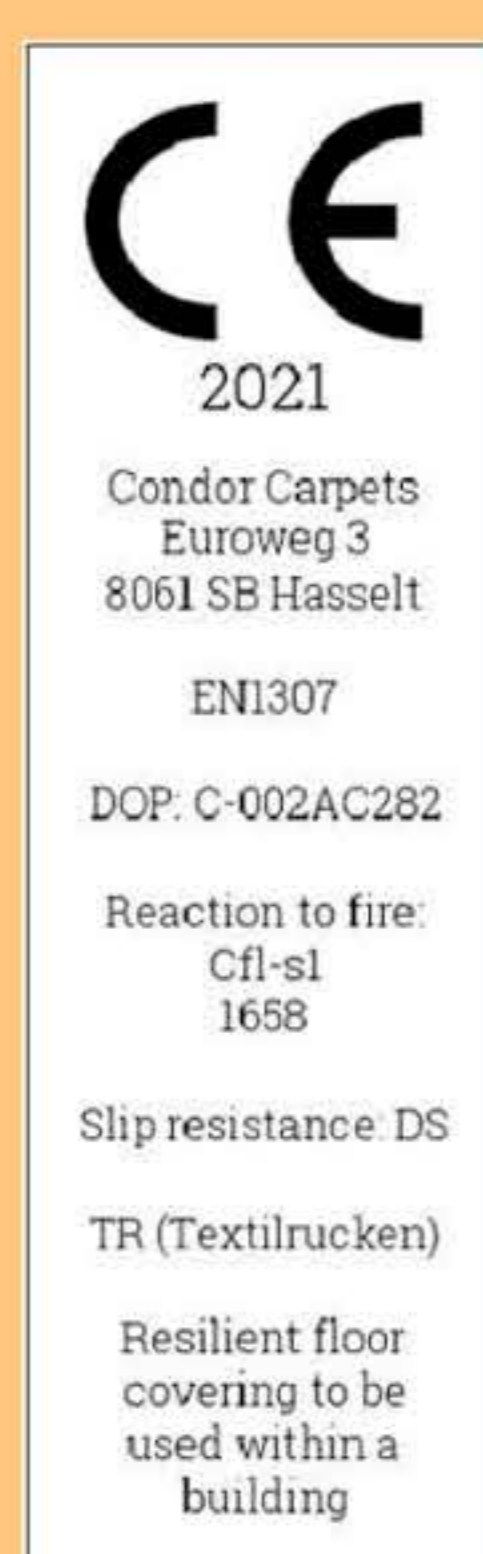 CE
2021
Condor Carpets
Euroweg 3
8061 SB Hasselt
EN1307
DOP: C-002AC282
Reaction to fire:
Cfl-s1
1658
Slip resistance: DS
TR (Textilrucken)
Resilient floor
covering to be
used within a
building